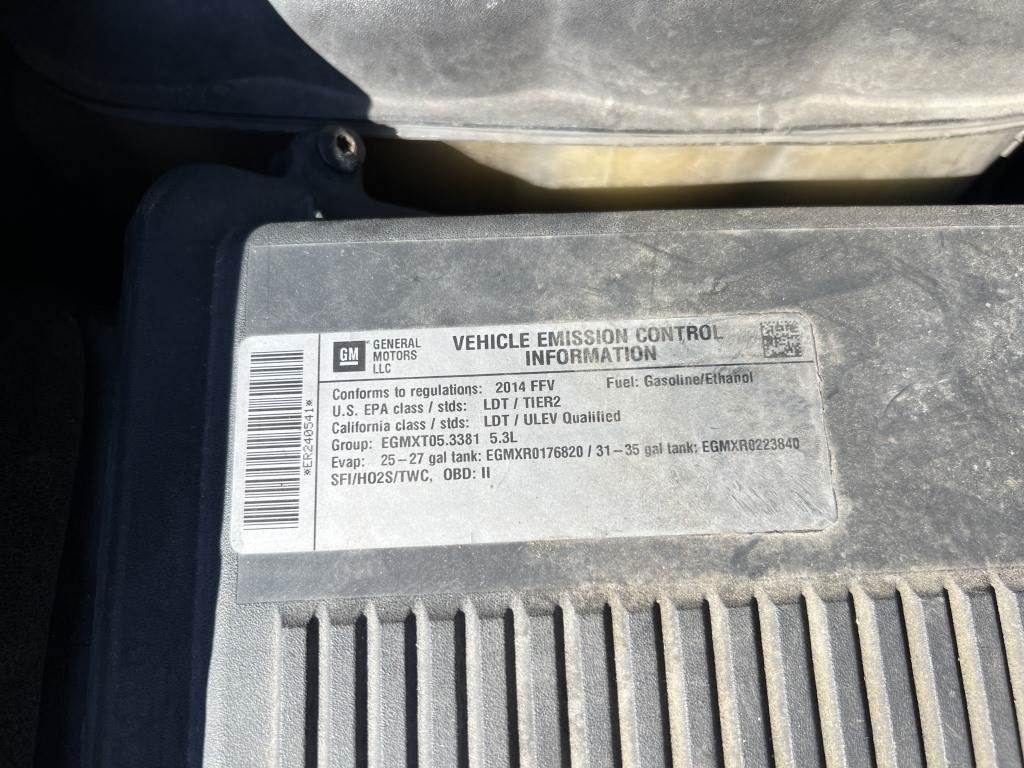 *ER240541*
GM GENERAL MOTORS LLC
VEHICLE EMISSION CONTROL
INFORMATION
Conforms to regulations: 2014 FFV Fuel: Gasoline/Ethanol
U.S. EPA class / stds: LDT / TIER2
California class / stds: LDT / ULEV Qualified
Group: EGMXT05.3381 5.3L
Evap: 25-27 gal tank: EGMXR0176820 / 31-35 gal tank: EGMXR0223840
SFI/HO2S/TWC, OBD: II